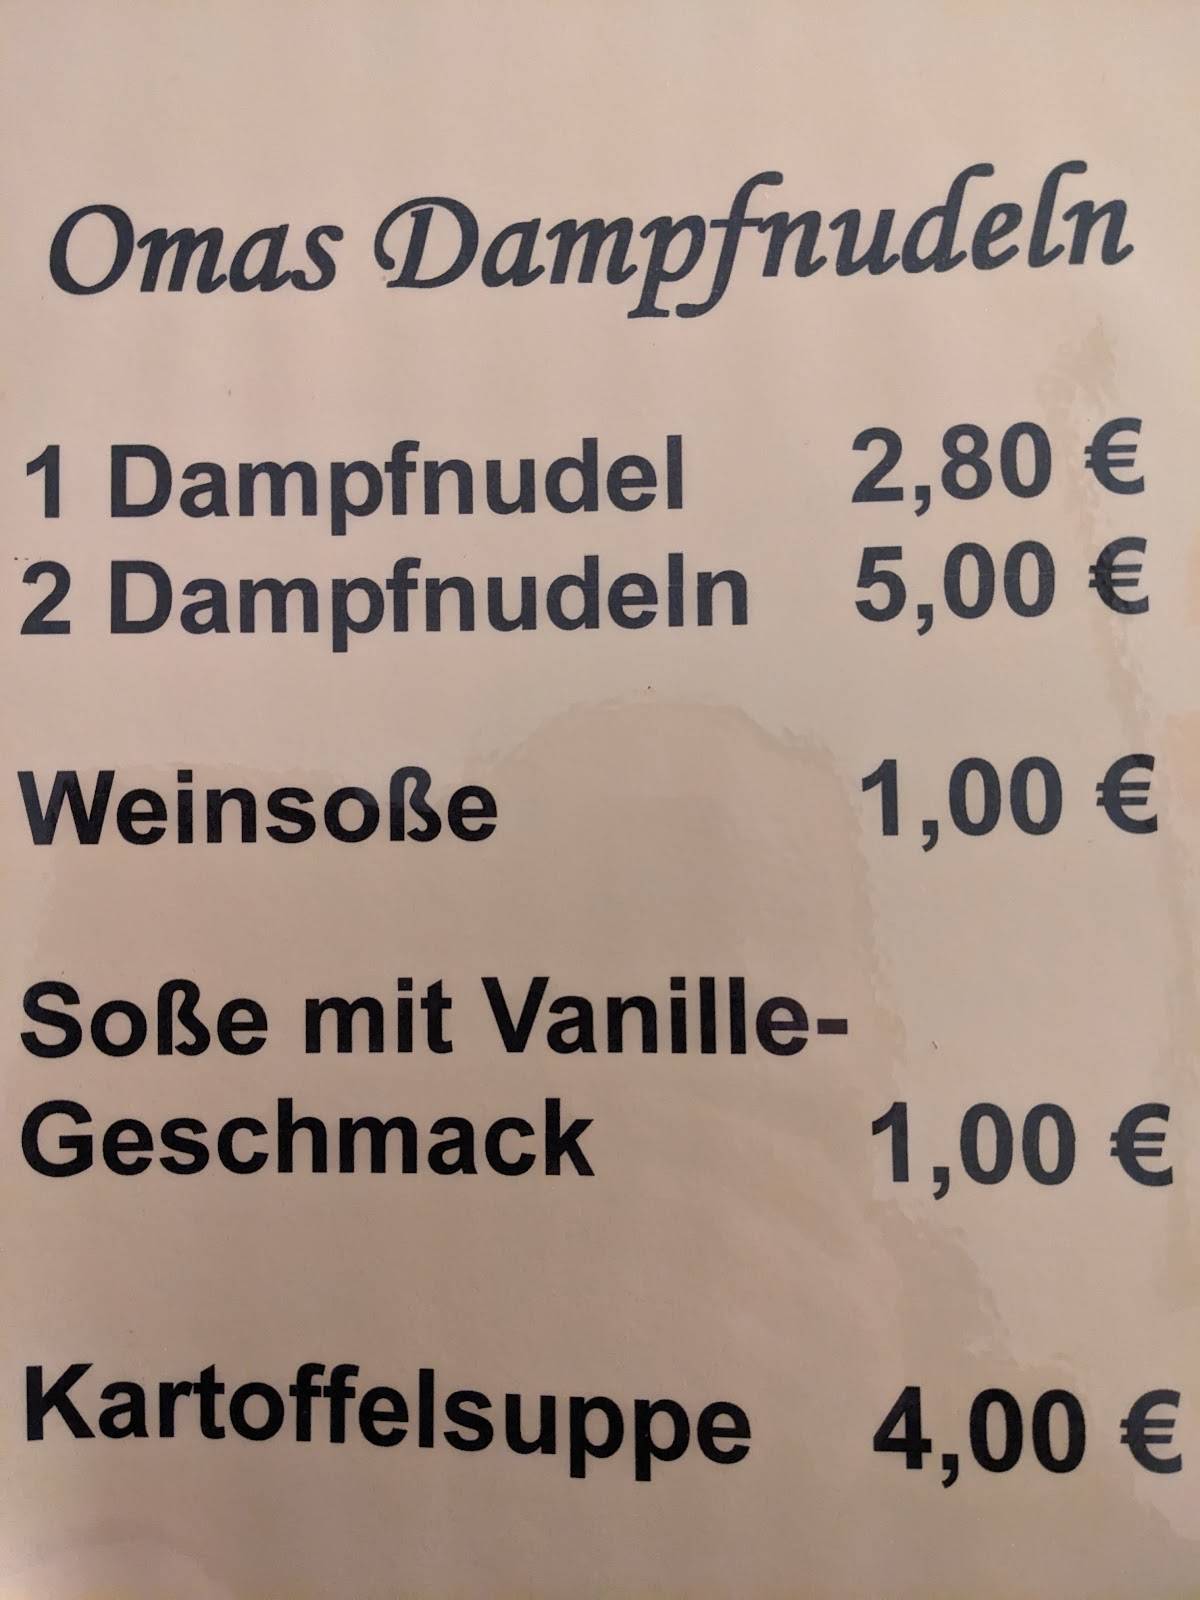 Omas Dampfnudeln
1 Dampfnudel 2,80 €
2 Dampfnudeln 5,00 €
Weinsoße 1,00 €
Soße mit Vanille-
Geschmack 1,00 €
Kartoffelsuppe 4,00 €